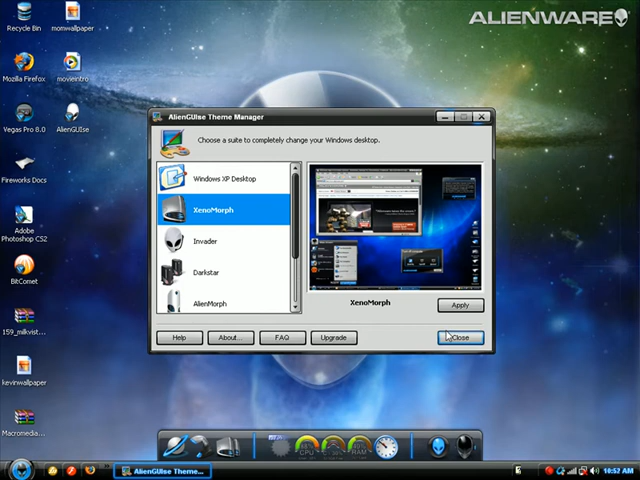 ALIENWARE
Recycle Bin
momwallpaper
Mozilla Firefox
movieintro
Vegas Pro 8.0
AlienGUIse
Fireworks Docs
Adobe
Photoshop CS2
BitComet
159_milkvist...
kevinwallpaper
Macromedia...
AlienGUIse Theme Manager
Choose a suite to completely change your Windows desktop.
Windows XP Desktop
XenoMorph
Invader
Darkstar
AlienMorph
XenoMorph
Apply
Help
About...
FAQ
Upgrade
Close
CPU
RAM
AlienGUIse Theme...
10:52 AM